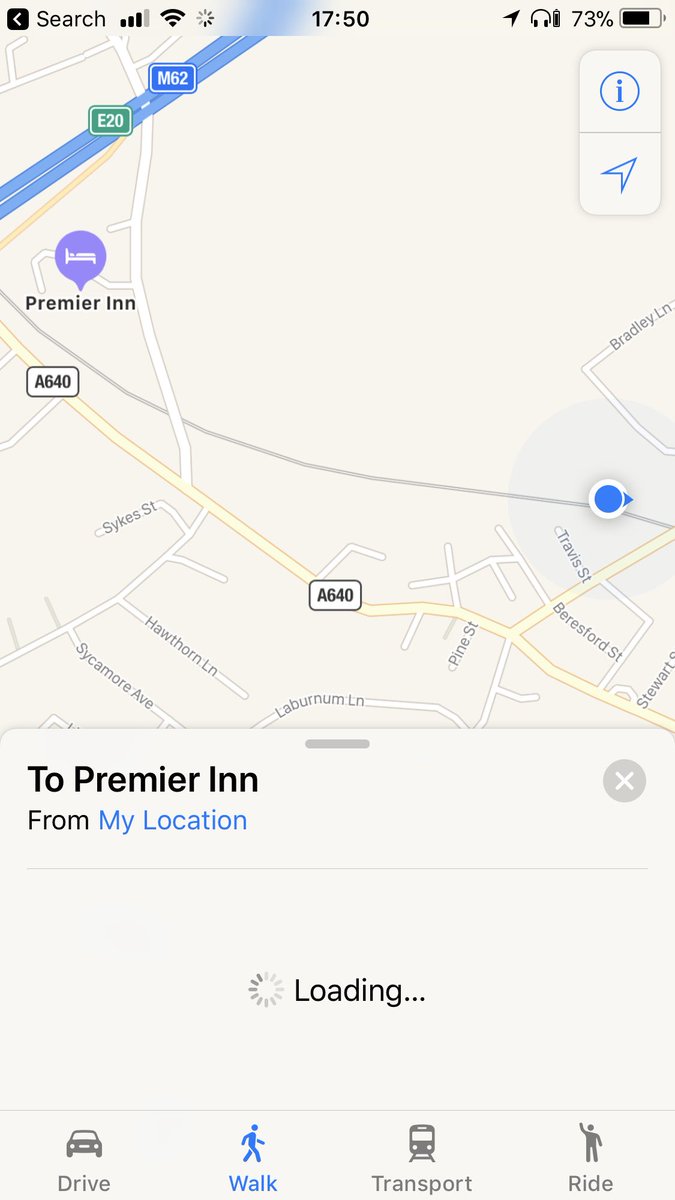 Search 17:50 73%
M62
E20
i
Premier Inn
Bradley Ln
A640
Sykes St
Travis St
A640
Beresford St
Hawthorn Ln
Pine St
Sycamore Ave
Stewart S
Laburnum Ln
To Premier Inn
From My Location
Loading...
Drive Walk Transport Ride